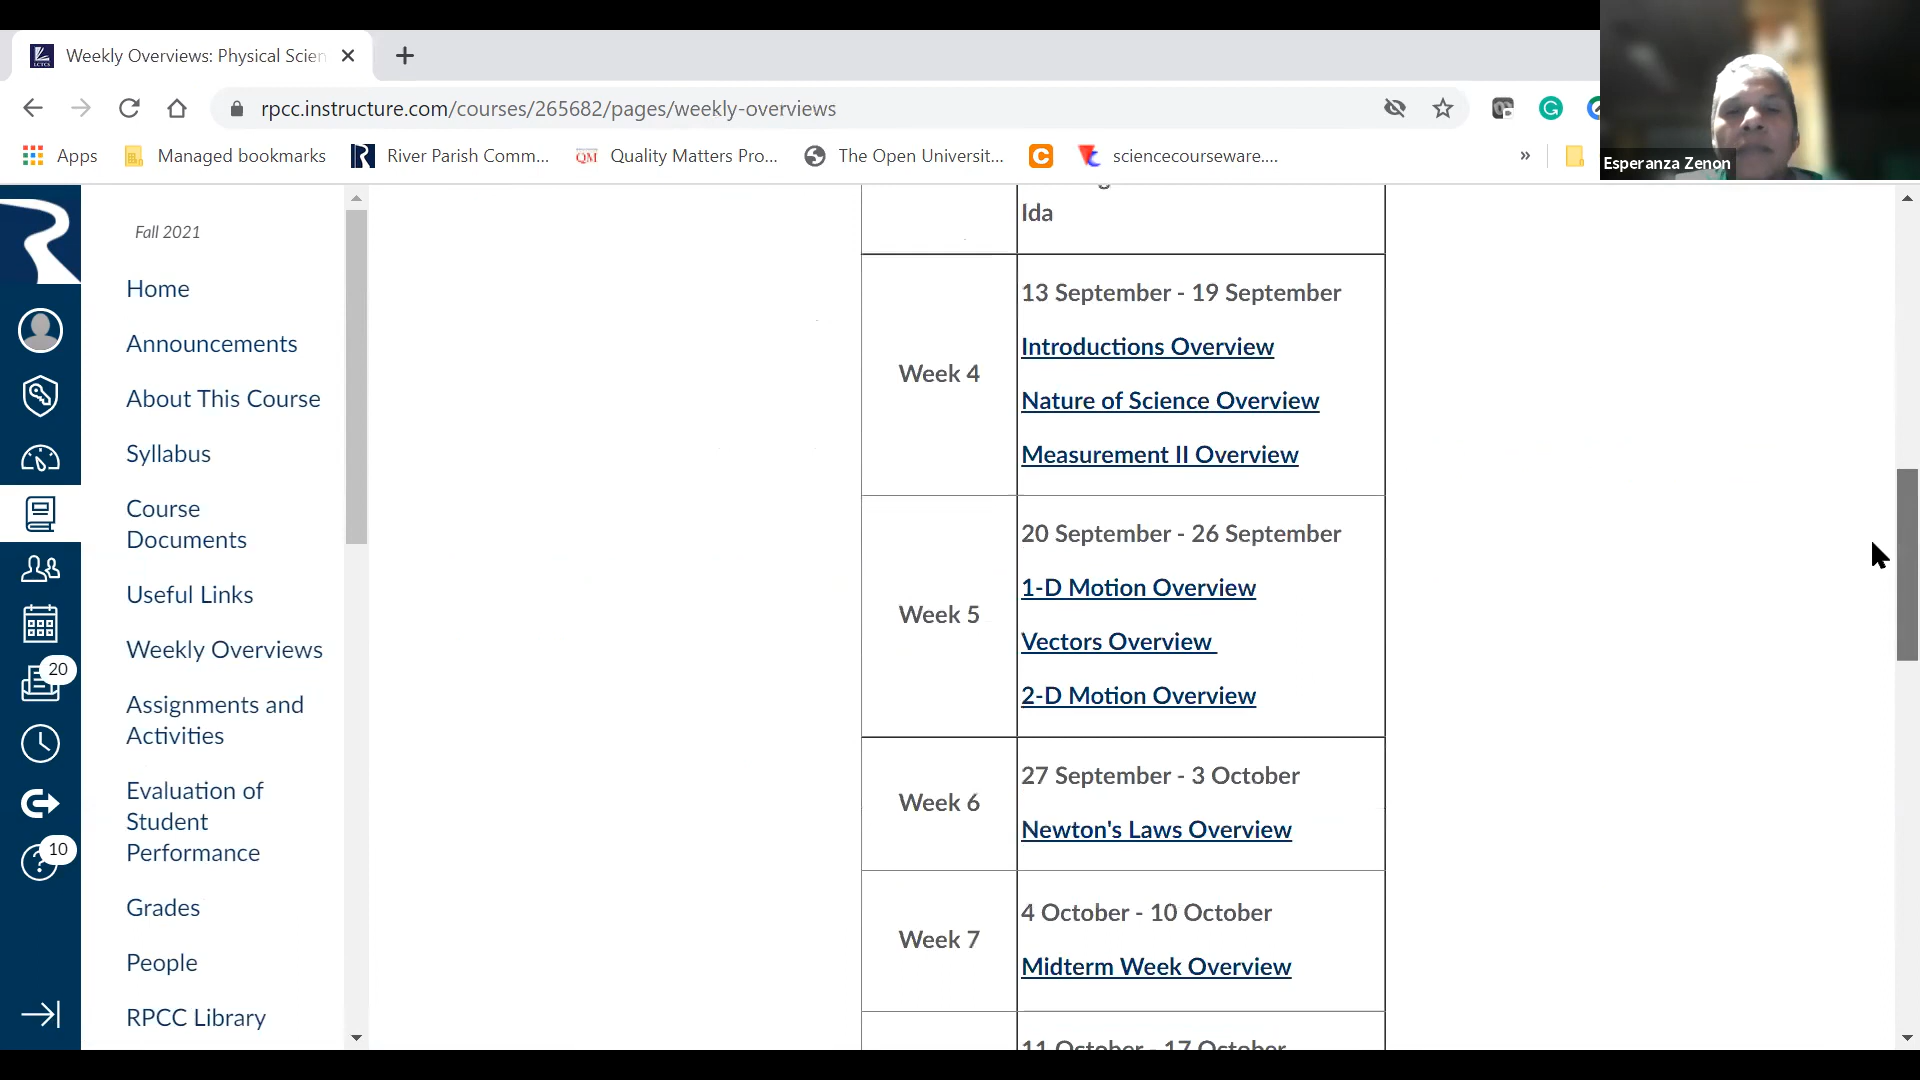 Weekly Overviews: Physical Scien
rpcc.instructure.com/courses/265682/pages/weekly-overviews
Apps
Managed bookmarks
River Parish Comm...
QM
Quality Matters Pro...
The Open Universit...
sciencecourseware....
»
Esperanza Zenon
Fall 2021
Home
Announcements
About This Course
Syllabus
Course
Documents
Useful Links
Weekly Overviews
Assignments and
Activities
Evaluation of
Student
Performance
Grades
People
RPCC Library
20
10
Ida
Week 4
13 September - 19 September
Introductions Overview
Nature of Science Overview
Measurement II Overview
Week 5
20 September - 26 September
1-D Motion Overview
Vectors Overview
2-D Motion Overview
Week 6
27 September - 3 October
Newton's Laws Overview
Week 7
4 October - 10 October
Midterm Week Overview
11 October - 17 October